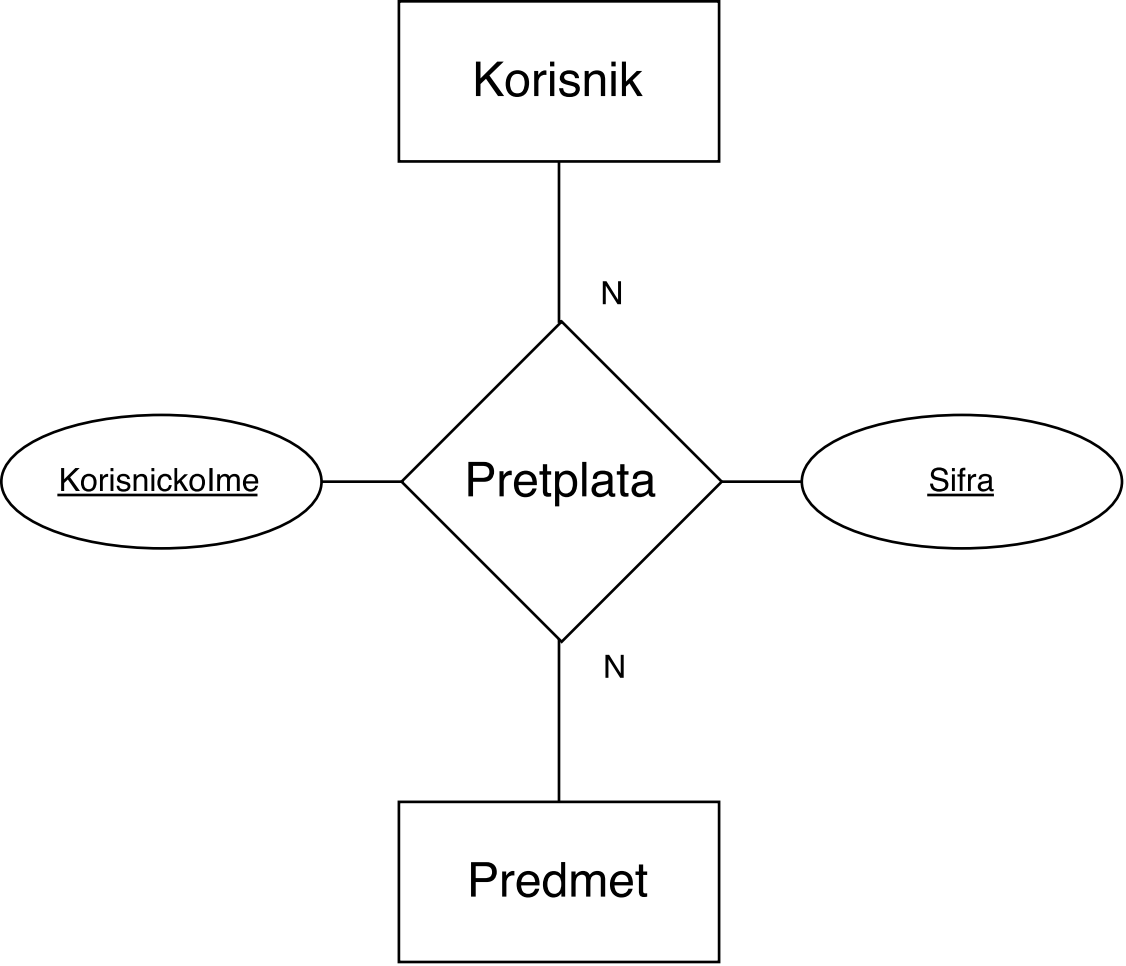 Korisnik
N
KorisnickoIme
Pretplata
Sifra
N
Predmet